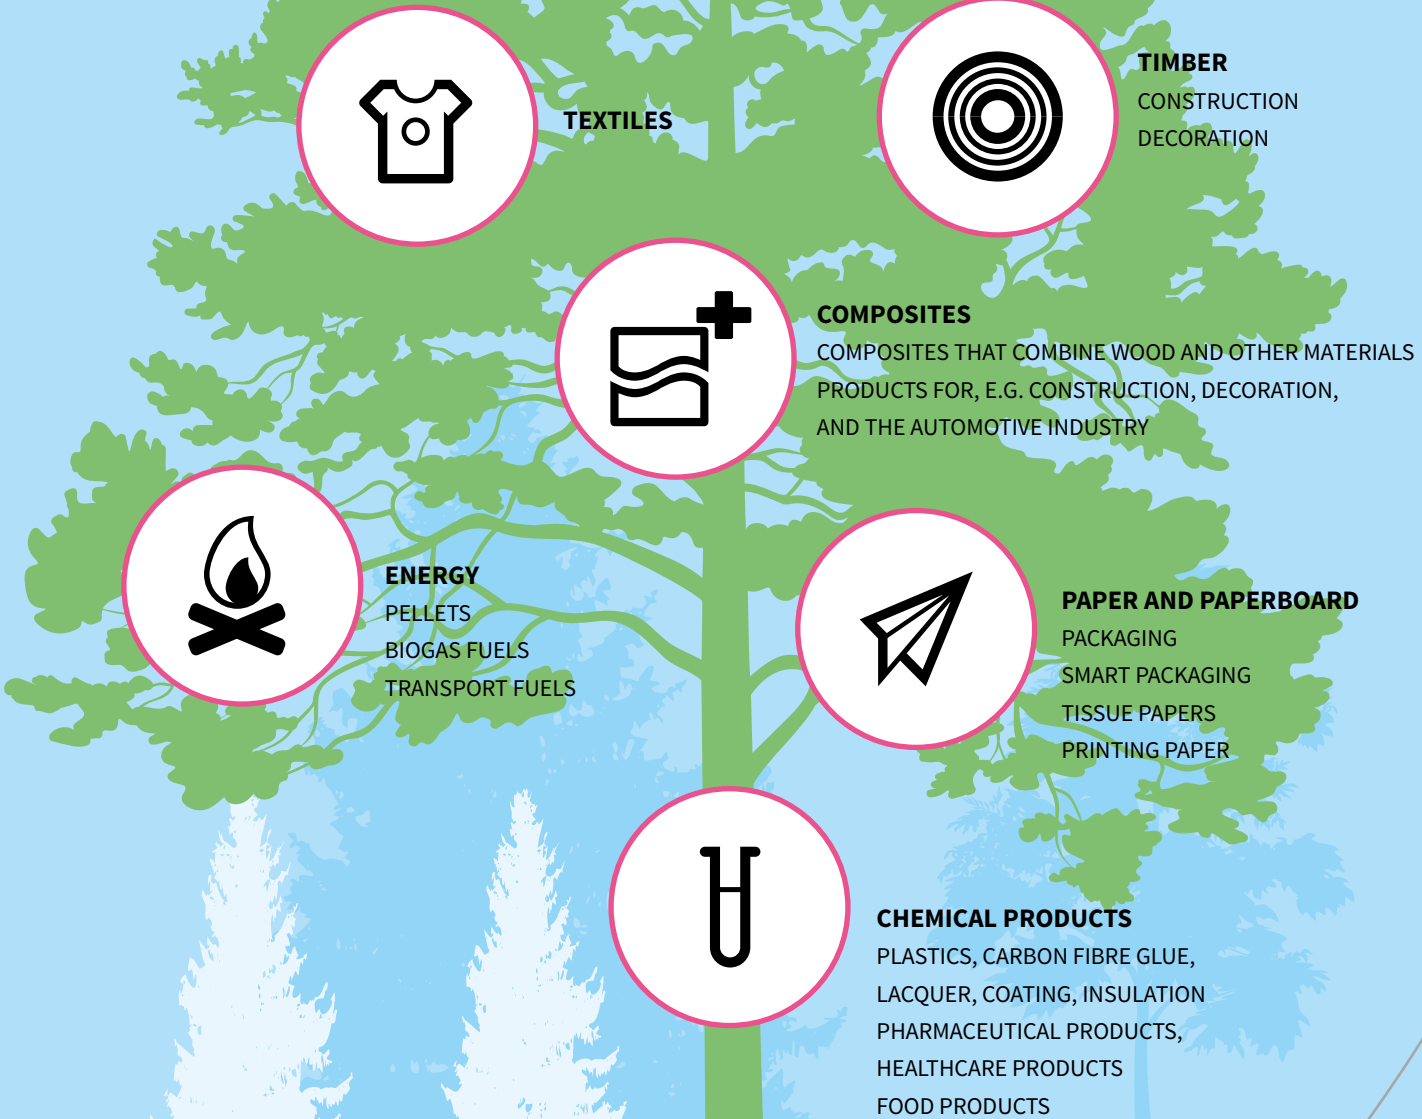 TEXTILES
TIMBER
CONSTRUCTION
DECORATION
COMPOSITES
COMPOSITES THAT COMBINE WOOD AND OTHER MATERIALS
PRODUCTS FOR, E.G. CONSTRUCTION, DECORATION,
AND THE AUTOMOTIVE INDUSTRY
ENERGY
PELLETS
BIOGAS FUELS
TRANSPORT FUELS
PAPER AND PAPERBOARD
PACKAGING
SMART PACKAGING
TISSUE PAPERS
PRINTING PAPER
CHEMICAL PRODUCTS
PLASTICS, CARBON FIBRE GLUE,
LACQUER, COATING, INSULATION
PHARMACEUTICAL PRODUCTS,
HEALTHCARE PRODUCTS
FOOD PRODUCTS